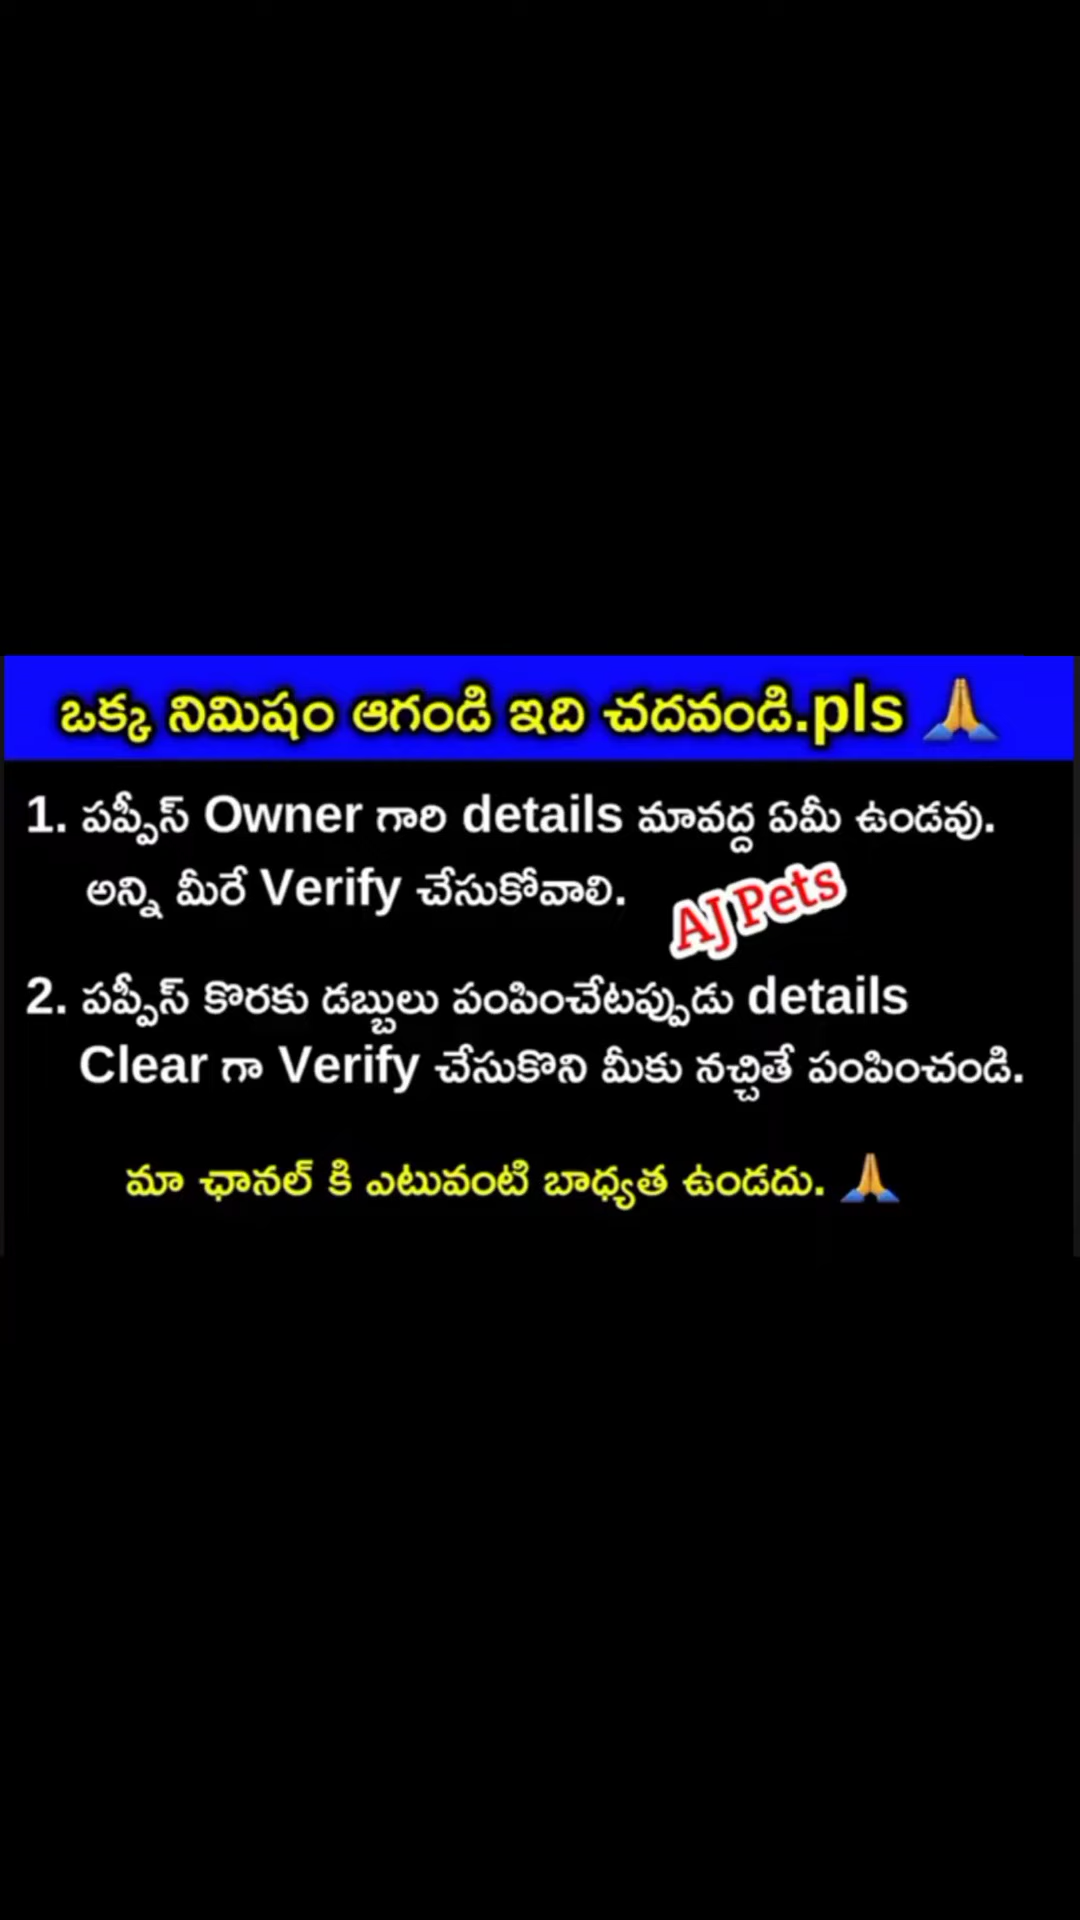 ఒక్క నిమిషం ఆగండి ఇది చదవండి.pls 🙏
1. పప్పీస్ Owner గారి details మావద్ద ఏమీ ఉండవు.
అన్ని మీరే Verify చేసుకోవాలి.
AJ Pets
2. పప్పీస్ కొరకు డబ్బులు పంపించేటప్పుడు details
Clear గా Verify చేసుకొని మీకు నచ్చితే పంపించండి.
మా ఛానల్ కి ఎటువంటి బాధ్యత ఉండదు. 🙏